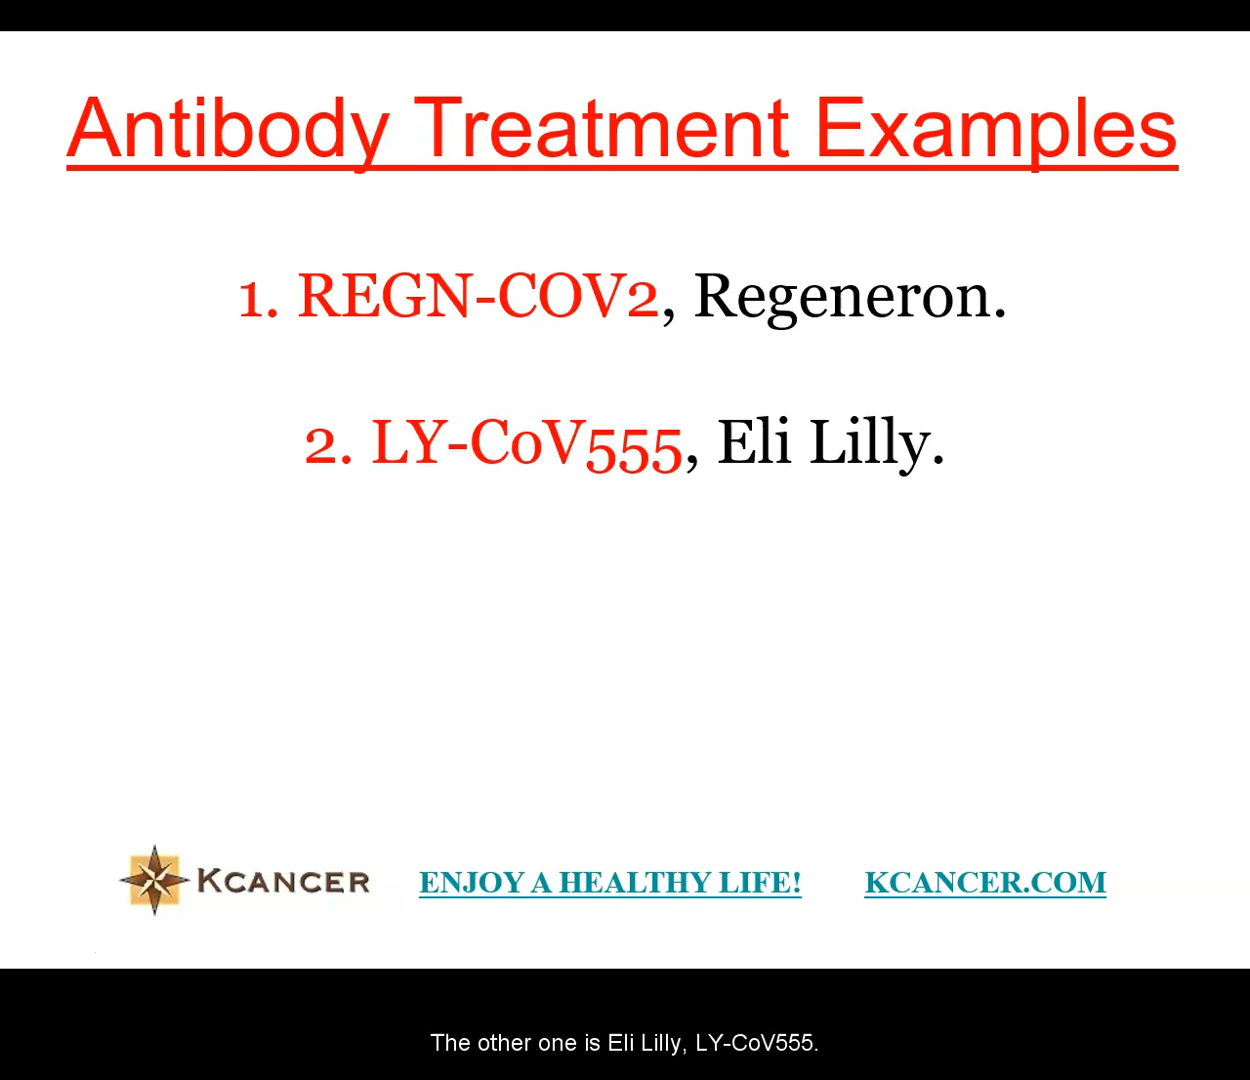 Antibody Treatment Examples
1. REGN-COV2, Regeneron.
2. LY-CoV555, Eli Lilly.
KCANCER ENJOY A HEALTHY LIFE! KCANCER.COM
The other one is Eli Lilly, LY-CoV555.